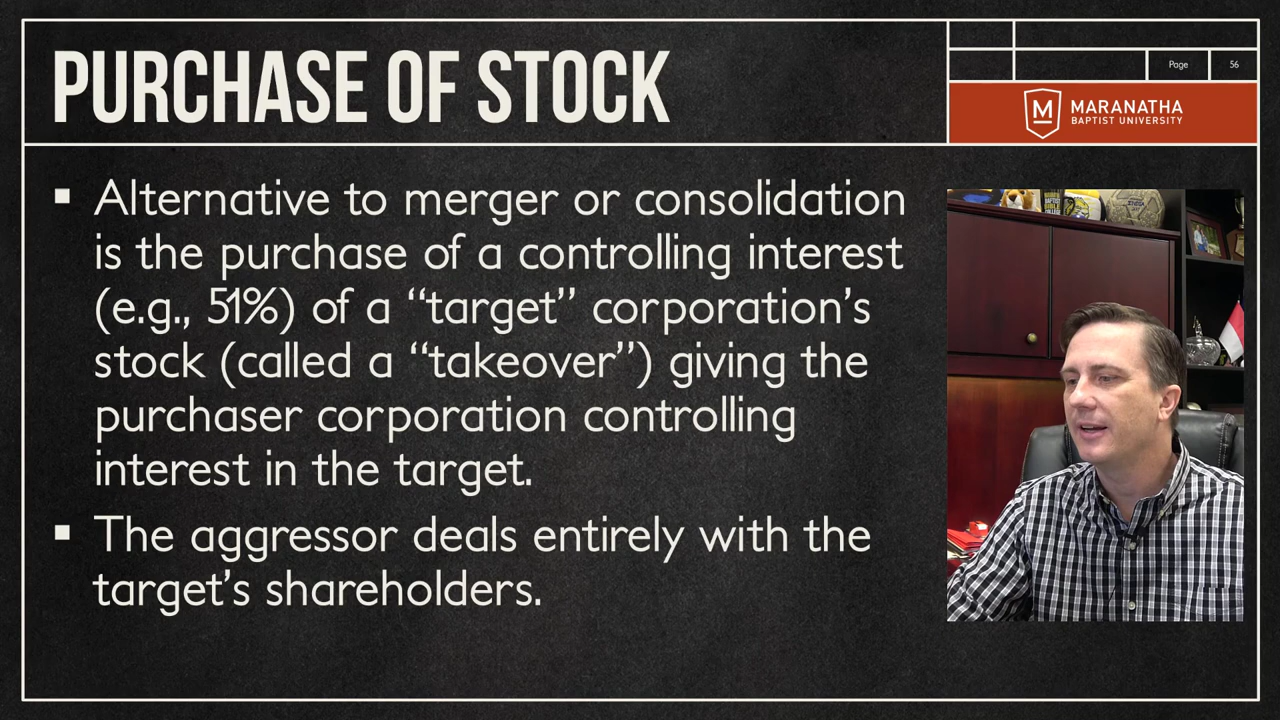 PURCHASE OF STOCK
Page 56
M MARANATHA
BAPTIST UNIVERSITY
▪ Alternative to merger or consolidation
is the purchase of a controlling interest
(e.g., 51%) of a “target” corporation’s
stock (called a “takeover”) giving the
purchaser corporation controlling
interest in the target.
▪ The aggressor deals entirely with the
target’s shareholders.